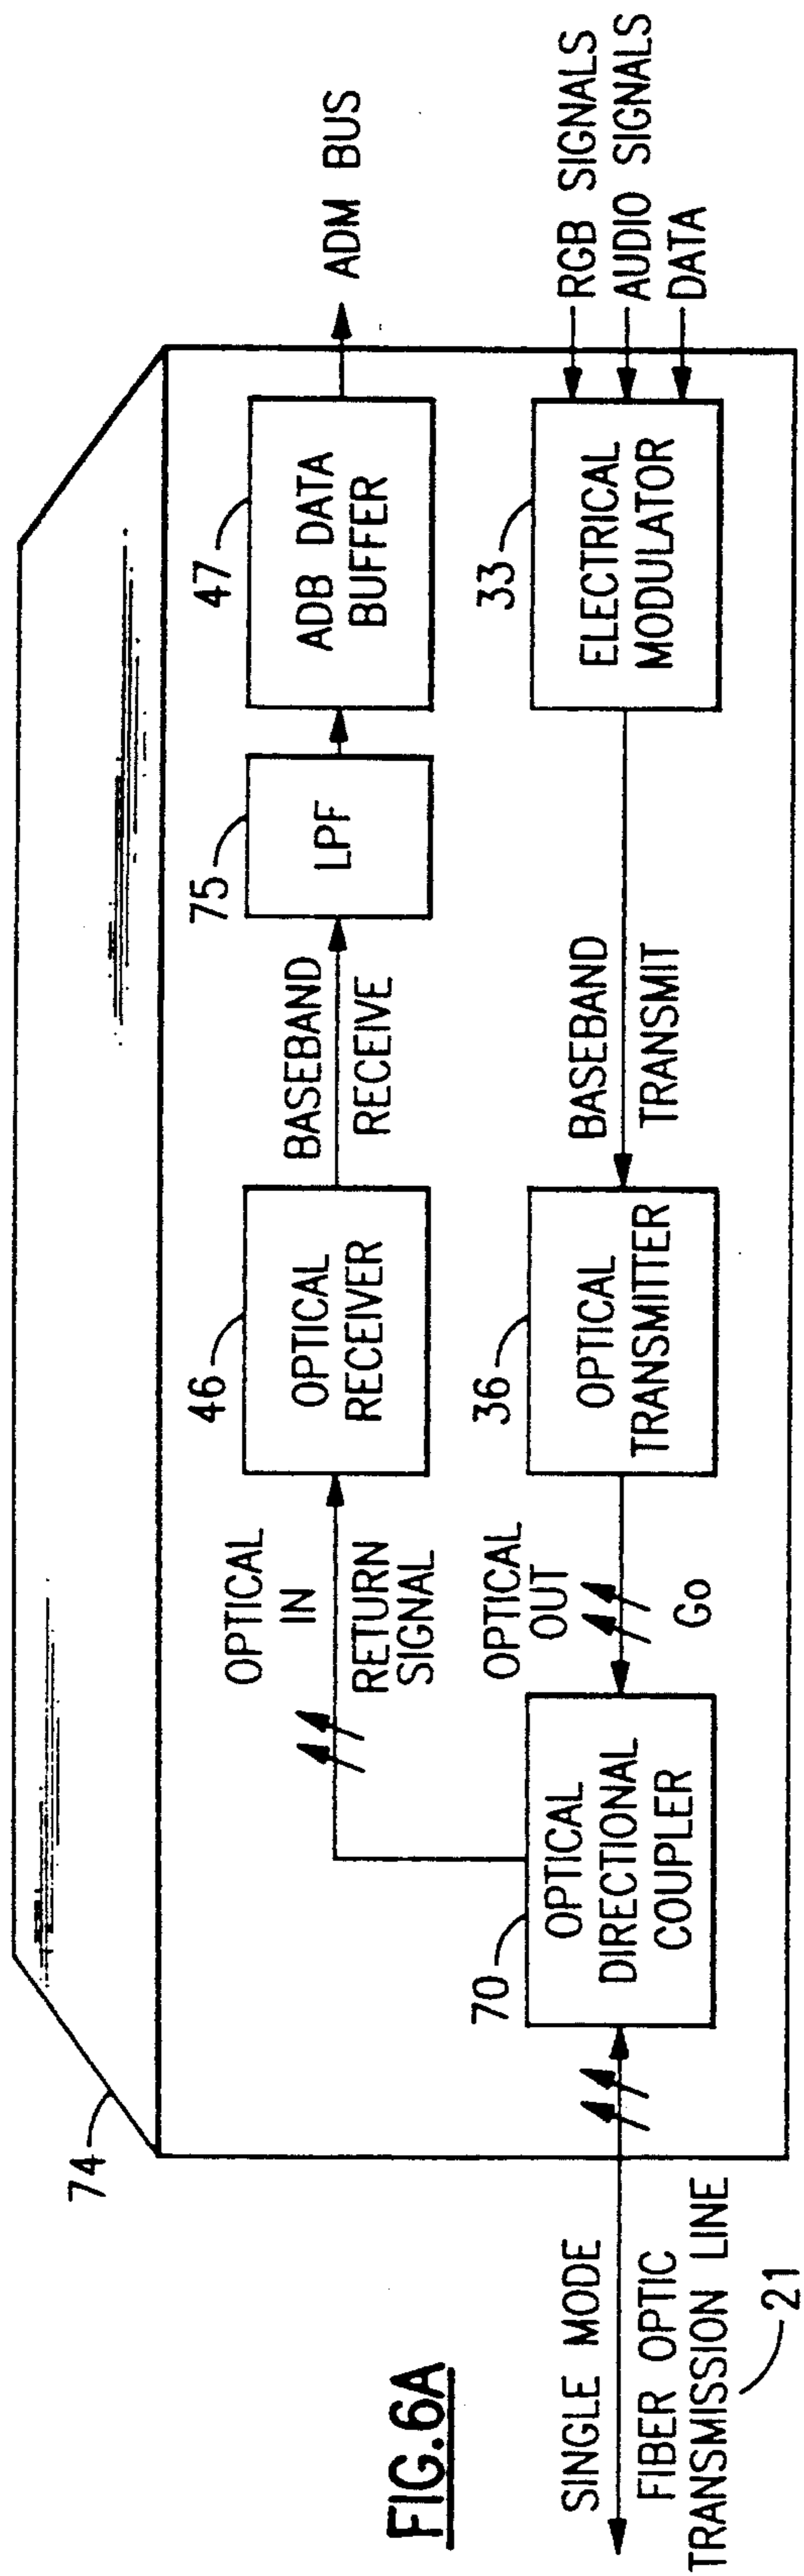 FIG.6A
74
SINGLE MODE
FIBER OPTIC
TRANSMISSION LINE
21
70
OPTICAL
DIRECTIONAL
COUPLER
OPTICAL
IN
RETURN
SIGNAL
OPTICAL
OUT
Go
46
OPTICAL
RECEIVER
36
OPTICAL
TRANSMITTER
BASEBAND
RECEIVE
BASEBAND
TRANSMIT
75
LPF
47
ADB DATA
BUFFER
33
ELECTRICAL
MODULATOR
ADM BUS
RGB SIGNALS
AUDIO SIGNALS
DATA